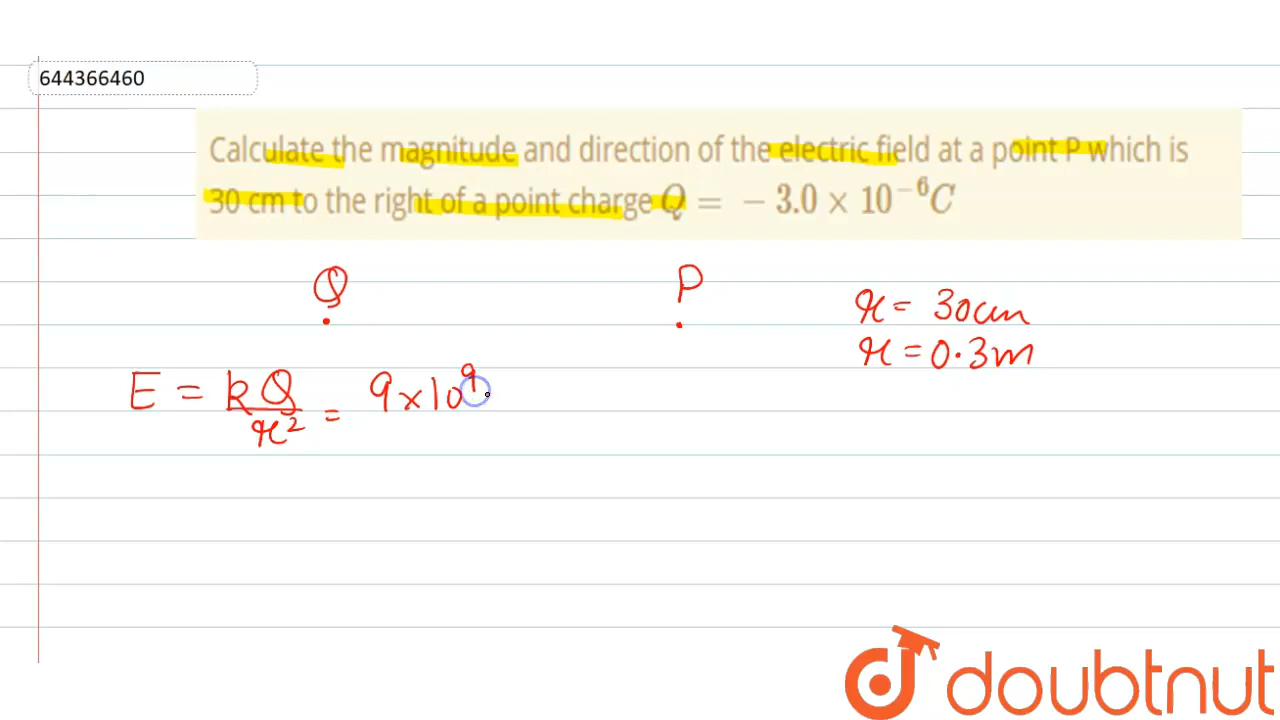 644366460
Calculate the magnitude and direction of the electric field at a point P which is
30 cm to the right of a point charge Q = − 3.0 × 10⁻⁶C
Q P
r = 30cm
r = 0.3m
E = kQ/r² = 9×10⁹
doubtnut